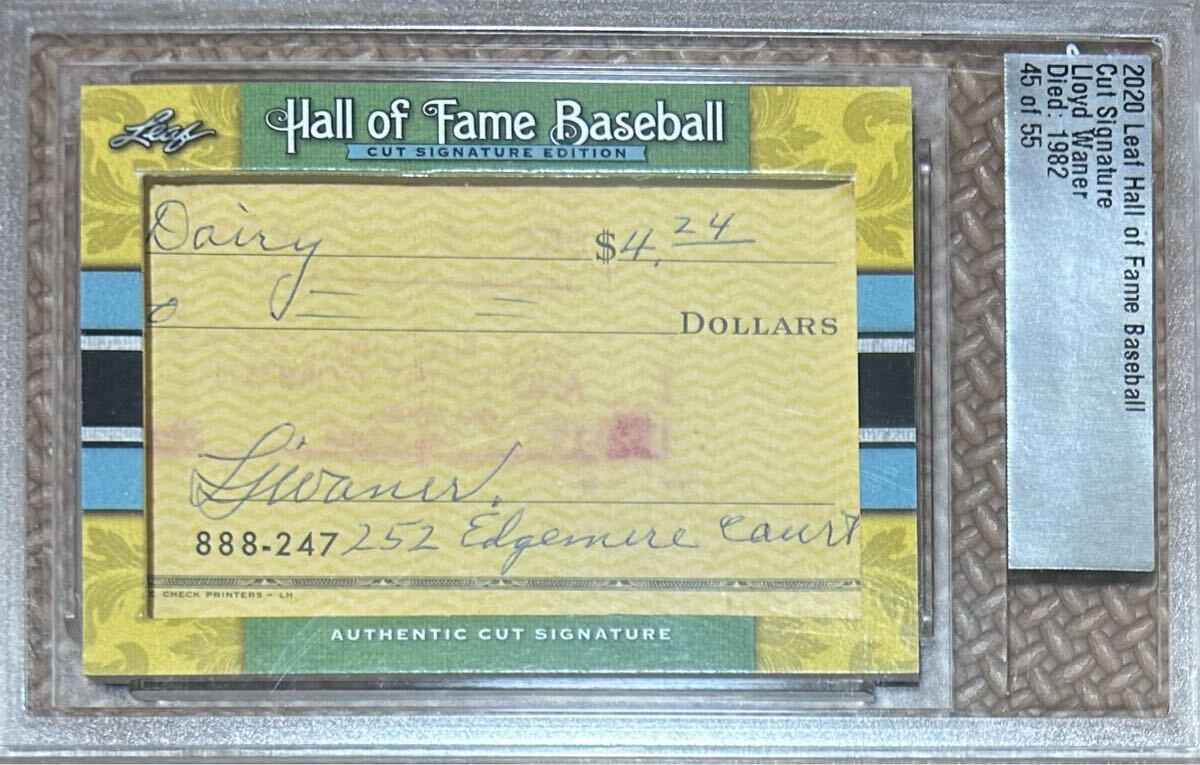 Leaf
Hall of Fame Baseball
CUT SIGNATURE EDITION
Dairy $4.24
DOLLARS
L J Waner.
888-247 252 Edgemere Court
CHECK PRINTERS - LH
AUTHENTIC CUT SIGNATURE
2020 Leaf Hall of Fame Baseball
Cut Signature
Lloyd Waner
Died : 1982
45 of 55